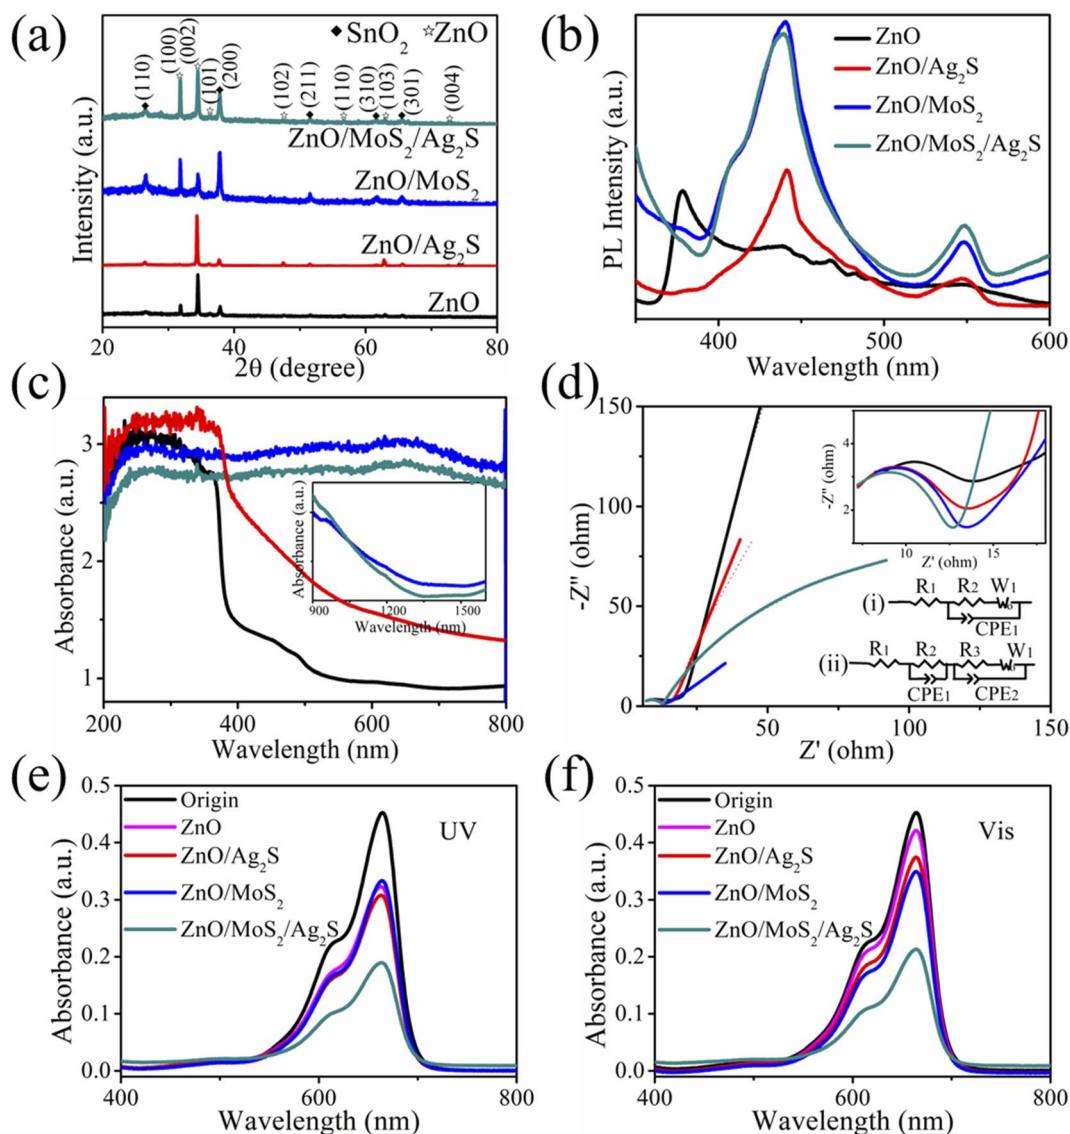 (a)
◆ SnO2 ☆ ZnO
(110)
(100)
(002)
(101)
(200)
(102)
(211)
(110)
(310)
(103)
(301)
(004)
ZnO/MoS2/Ag2S
ZnO/MoS2
ZnO/Ag2S
ZnO
Intensity (a.u.)
20 40 60 80
2θ (degree)
(b)
ZnO
ZnO/Ag2S
ZnO/MoS2
ZnO/MoS2/Ag2S
PL Intensity (a.u.)
400 500 600
Wavelength (nm)
(c)
Absorbance (a.u.)
3
2
1
200 400 600 800
Wavelength (nm)
Absorbance (a.u.)
900 1200 1500
Wavelength (nm)
(d)
-Z" (ohm)
150
100
50
0
50 100 150
Z' (ohm)
-Z" (ohm)
4
2
10 15
Z' (ohm)
(i)
R1 R2 W1
CPE1
(ii)
R1 R2 R3 W1
CPE1 CPE2
(e)
Absorbance (a.u.)
0.5
0.4
0.3
0.2
0.1
0.0
Origin
ZnO
ZnO/Ag2S
ZnO/MoS2
ZnO/MoS2/Ag2S
UV
400 600 800
Wavelength (nm)
(f)
Absorbance (a.u.)
0.5
0.4
0.3
0.2
0.1
0.0
Origin
ZnO
ZnO/Ag2S
ZnO/MoS2
ZnO/MoS2/Ag2S
Vis
400 600 800
Wavelength (nm)